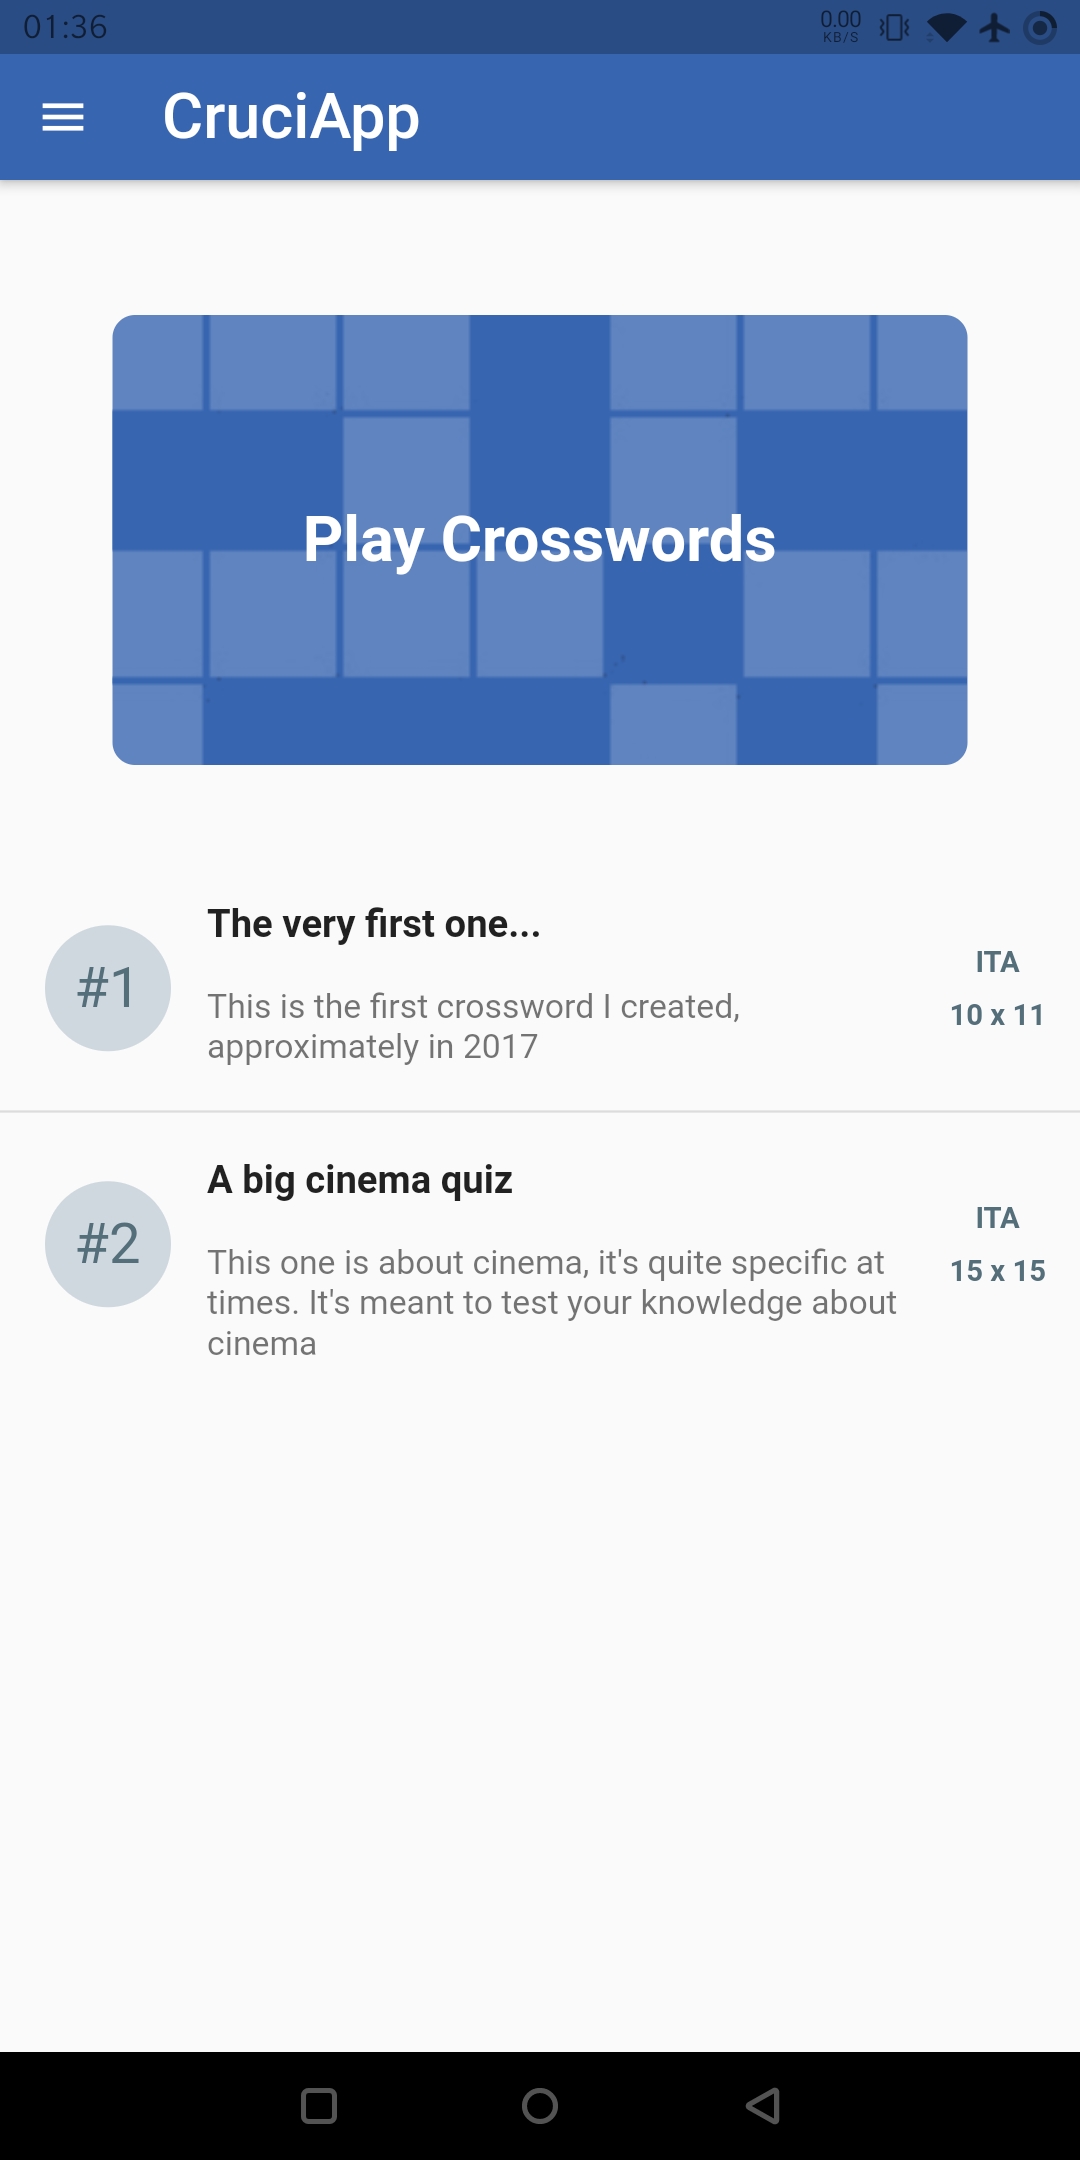 01:36
0.00
KB/S
CruciApp
Play Crosswords
#1
The very first one...
This is the first crossword I created,
approximately in 2017
ITA
10 x 11
#2
A big cinema quiz
This one is about cinema, it's quite specific at
times. It's meant to test your knowledge about
cinema
ITA
15 x 15